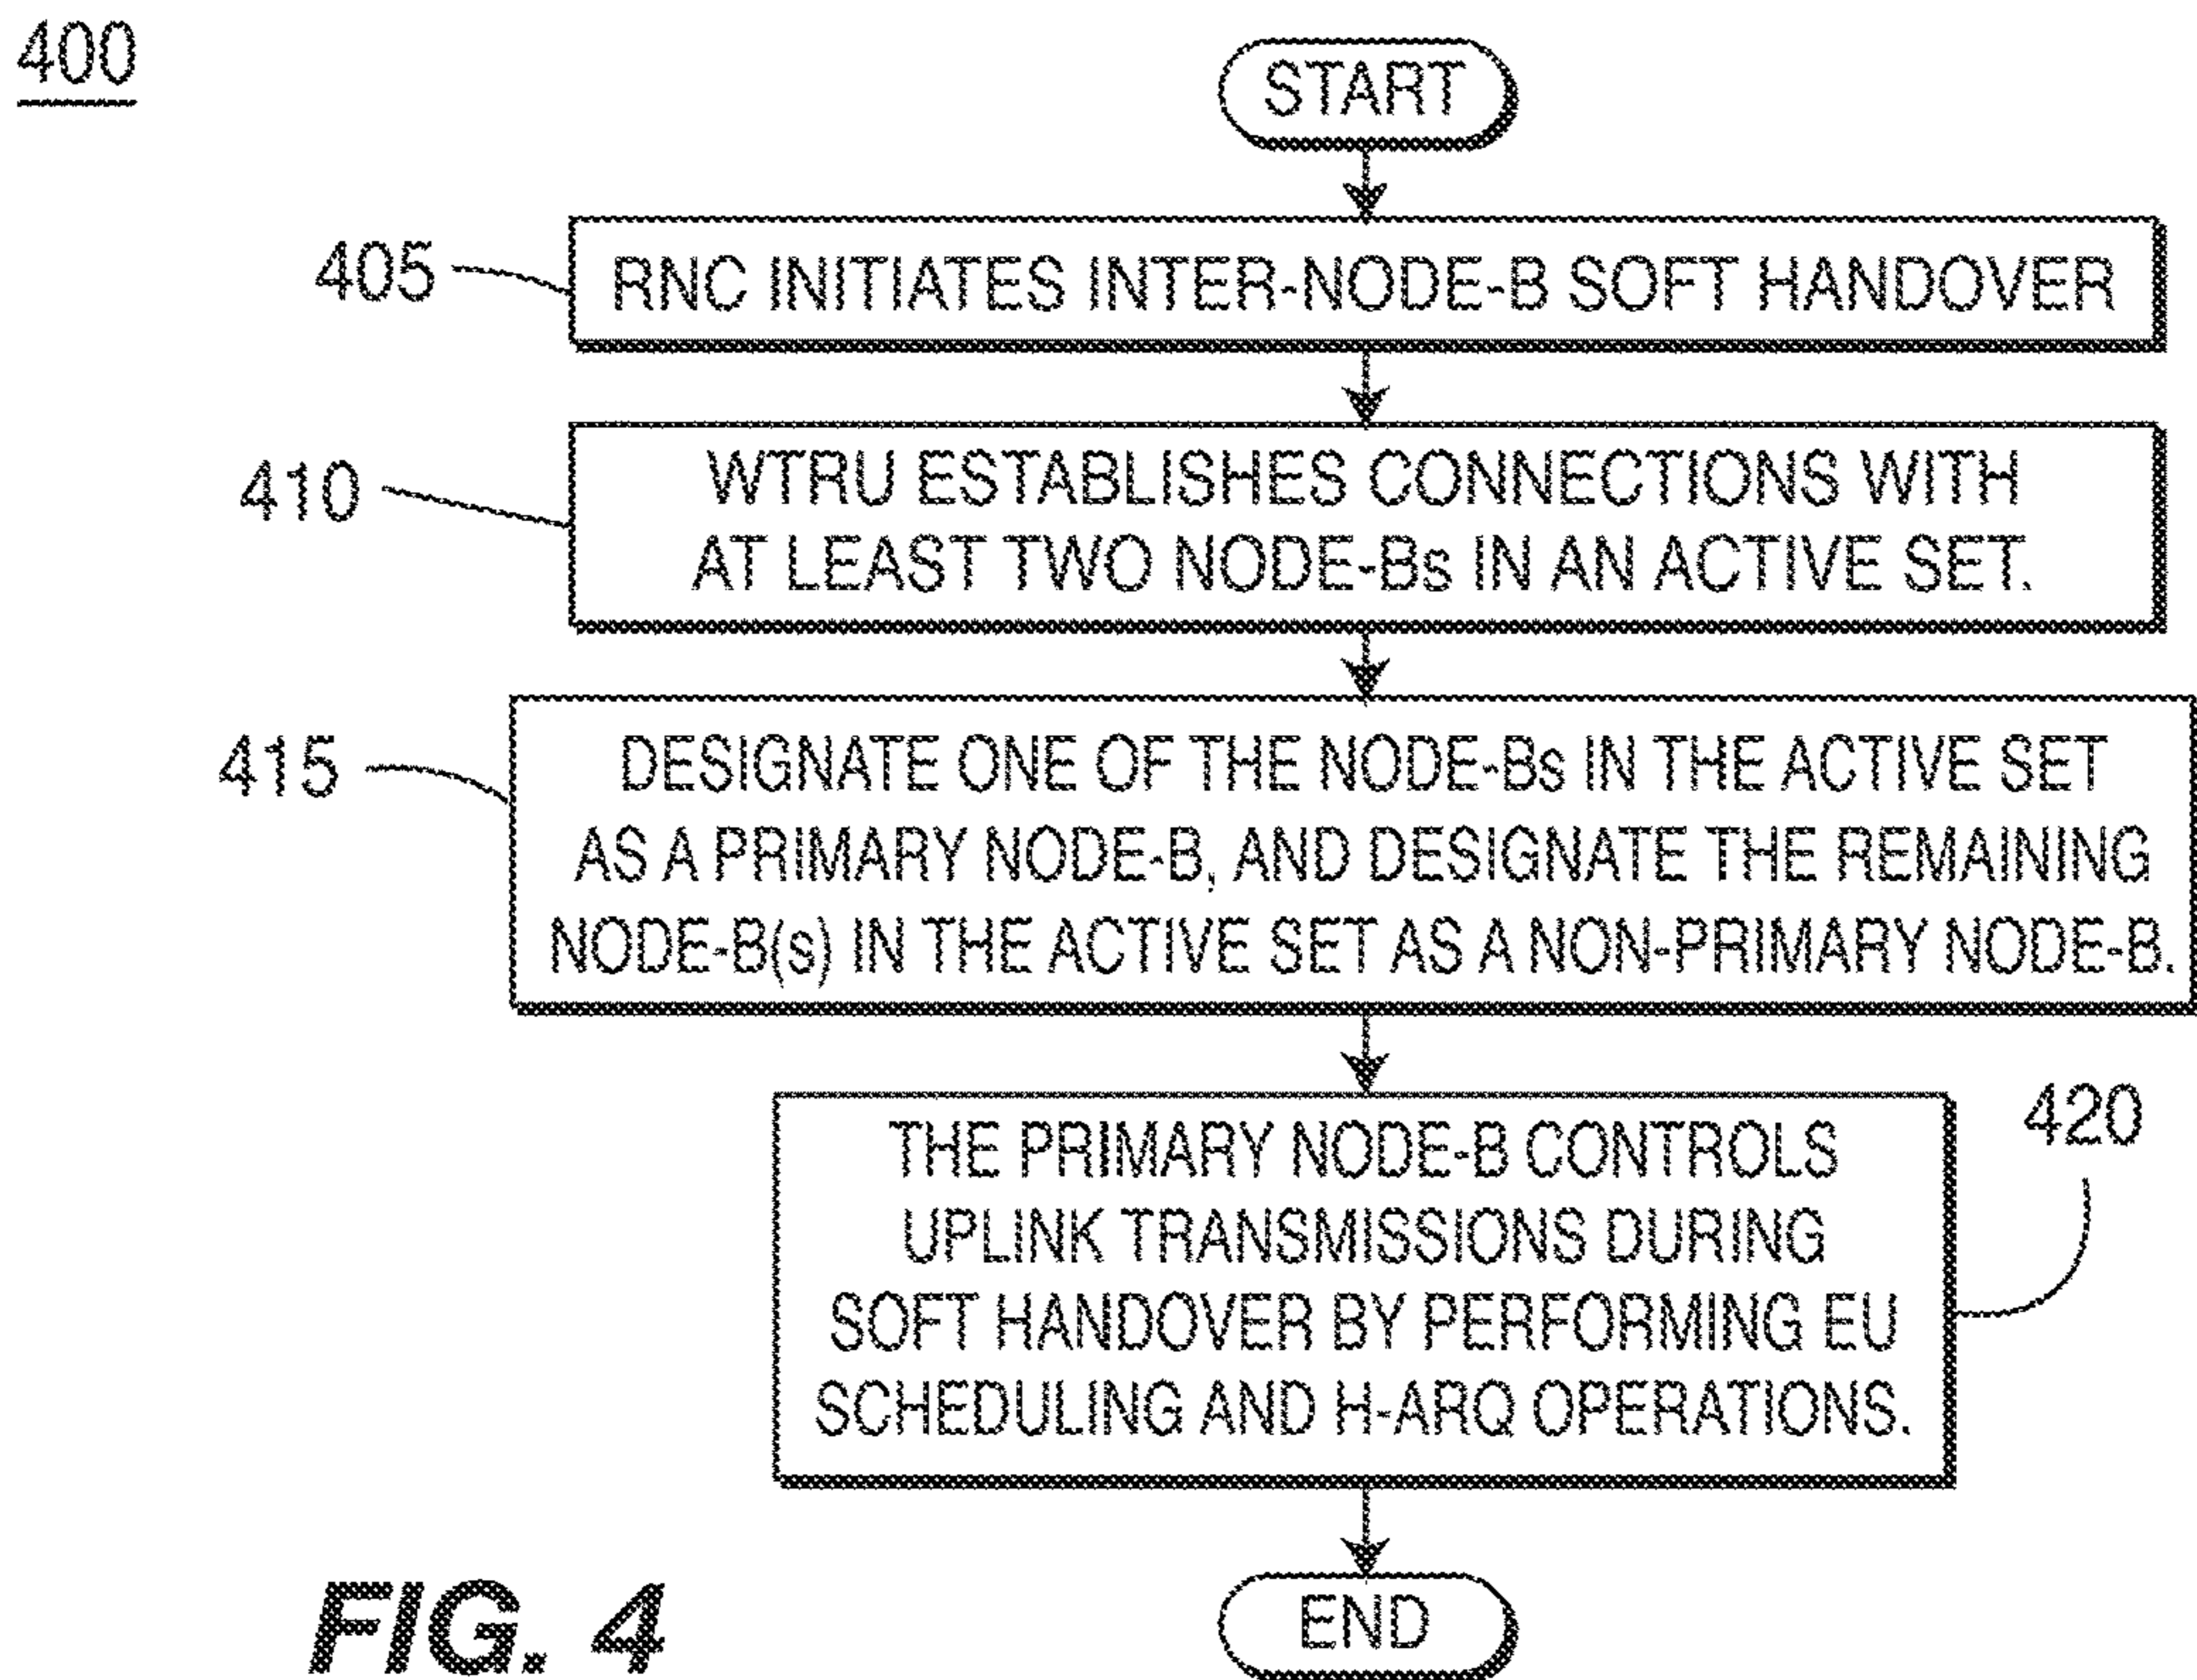 400
START
405
RNC INITIATES INTER-NODE-B SOFT HANDOVER
410
WTRU ESTABLISHES CONNECTIONS WITH
AT LEAST TWO NODE-Bs IN AN ACTIVE SET.
415
DESIGNATE ONE OF THE NODE-Bs IN THE ACTIVE SET
AS A PRIMARY NODE-B, AND DESIGNATE THE REMAINING
NODE-B(s) IN THE ACTIVE SET AS A NON-PRIMARY NODE-B.
420
THE PRIMARY NODE-B CONTROLS
UPLINK TRANSMISSIONS DURING
SOFT HANDOVER BY PERFORMING EU
SCHEDULING AND H-ARQ OPERATIONS.
END
FIG. 4